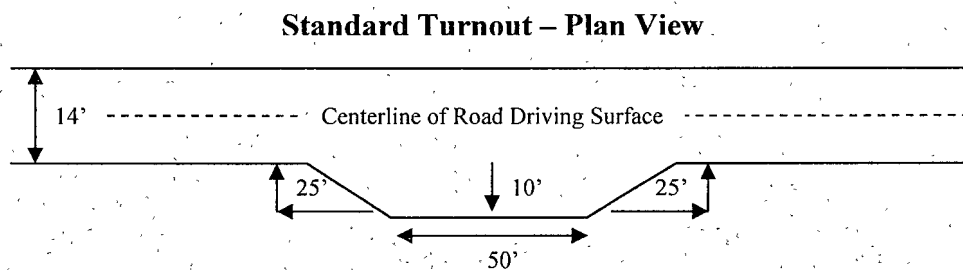 Standard Turnout – Plan View
14’
Centerline of Road Driving Surface
25’
10’
25’
50’